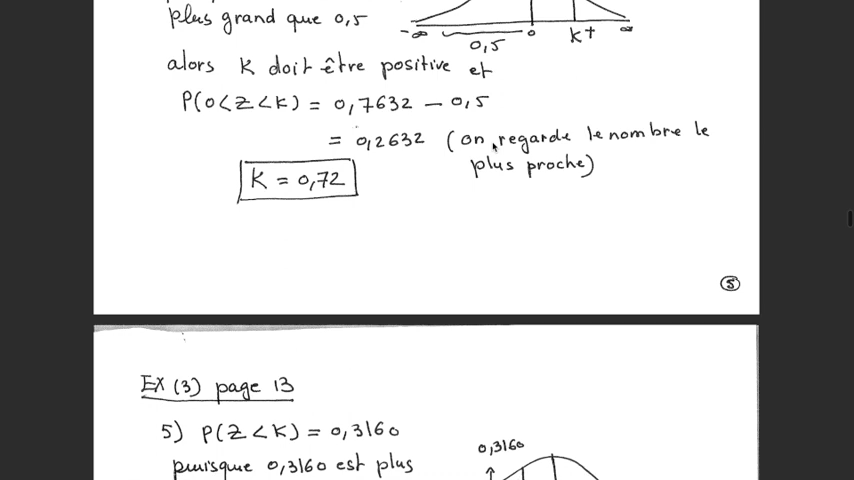 plus grand que 0,5
-∞ 0,5 0 K+ ∞
alors K doit être positive et
P(0<Z<K) = 0,7632 - 0,5
= 0,2632 (on regarde le nombre le
plus proche)
K = 0,72
5
EX (3) page 13
5) P(Z<K) = 0,3160
0,3160
puisque 0,3160 est plus